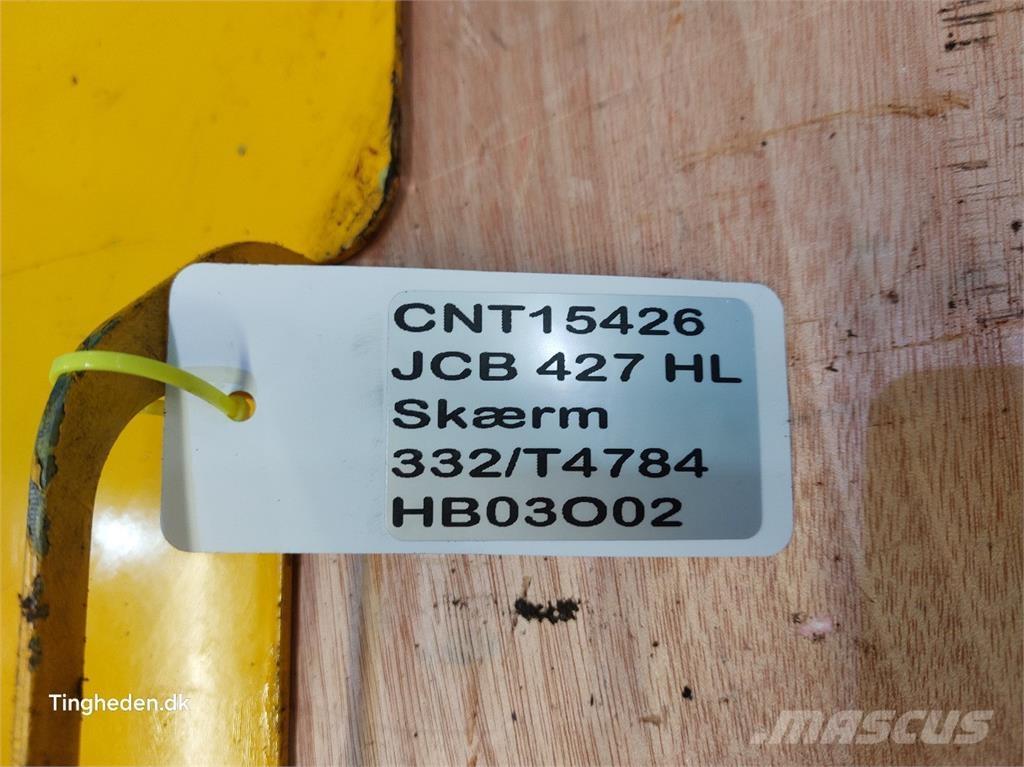 CNT15426
JCB 427 HL
Skærm
332/T4784
HB03O02
Tingheden.dk
MASCUS